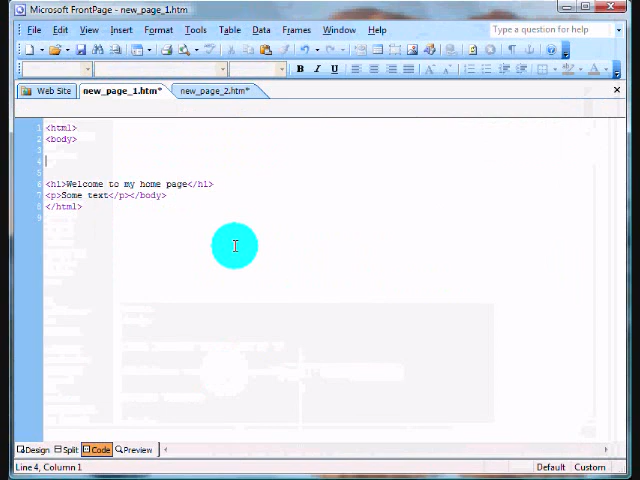 Microsoft FrontPage - new_page_1.htm
File Edit View Insert Format Tools Table Data Frames Window Help Type a question for help
B I U A
Web Site new_page_1.htm* new_page_2.htm*
1 <html>
2 <body>
3
4
5
6 <h1>Welcome to my home page</h1>
7 <p>Some text</p></body>
8 </html>
9
Design Split Code Preview
Line 4, Column 1 Default Custom